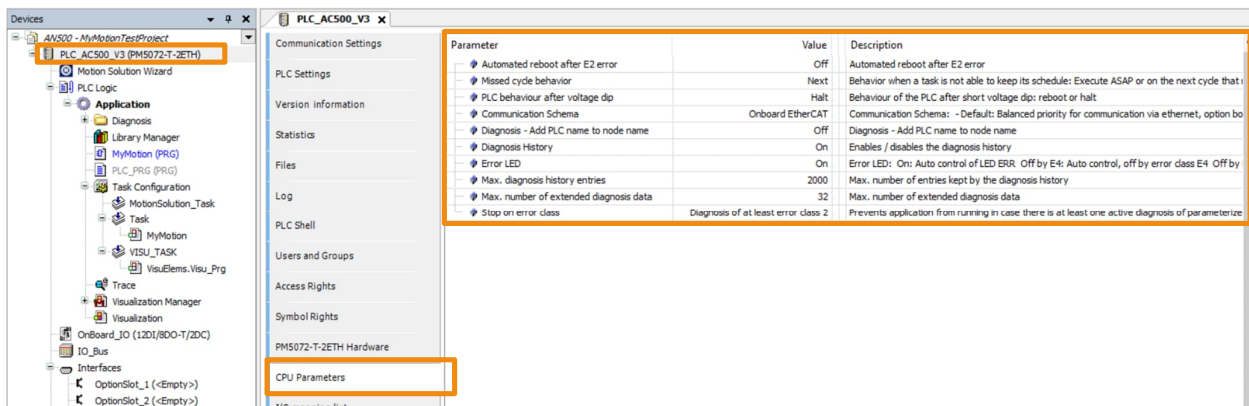 Devices
AN500 - MyMotionTestProject
PLC_AC500_V3 (PM5072-T-2ETH)
Motion Solution Wizard
PLC Logic
Application
Diagnosis
Library Manager
MyMotion (PRG)
PLC_PRG (PRG)
Task Configuration
MotionSolution_Task
Task
MyMotion
VISU_TASK
VisuElems.Visu_Prg
Trace
Visualization Manager
Visualization
OnBoard_IO (12DI/8DO-T/2DC)
IO_Bus
Interfaces
OptionSlot_1 (<Empty>)
OptionSlot_2 (<Empty>)
PLC_AC500_V3
Communication Settings
PLC Settings
Version information
Statistics
Files
Log
PLC Shell
Users and Groups
Access Rights
Symbol Rights
PM5072-T-2ETH Hardware
CPU Parameters
Parameter Value Description
Automated reboot after E2 error Off Automated reboot after E2 error
Missed cycle behavior Next Behavior when a task is not able to keep its schedule: Execute ASAP or on the next cycle that
PLC behaviour after voltage dip Halt Behaviour of the PLC after short voltage dip: reboot or halt
Communication Schema Onboard EtherCAT Communication Schema: - Default: Balanced priority for communication via ethernet, option bo
Diagnosis - Add PLC name to node name Off Diagnosis - Add PLC name to node name
Diagnosis History On Enables / disables the diagnosis history
Error LED On Error LED: On: Auto control of LED ERR Off by E4: Auto control, off by error class E4 Off by
Max. diagnosis history entries 2000 Max. number of entries kept by the diagnosis history
Max. number of extended diagnosis data 32 Max. number of extended diagnosis data
Stop on error class Diagnosis of at least error class 2 Prevents application from running in case there is at least one active diagnosis of parameterize